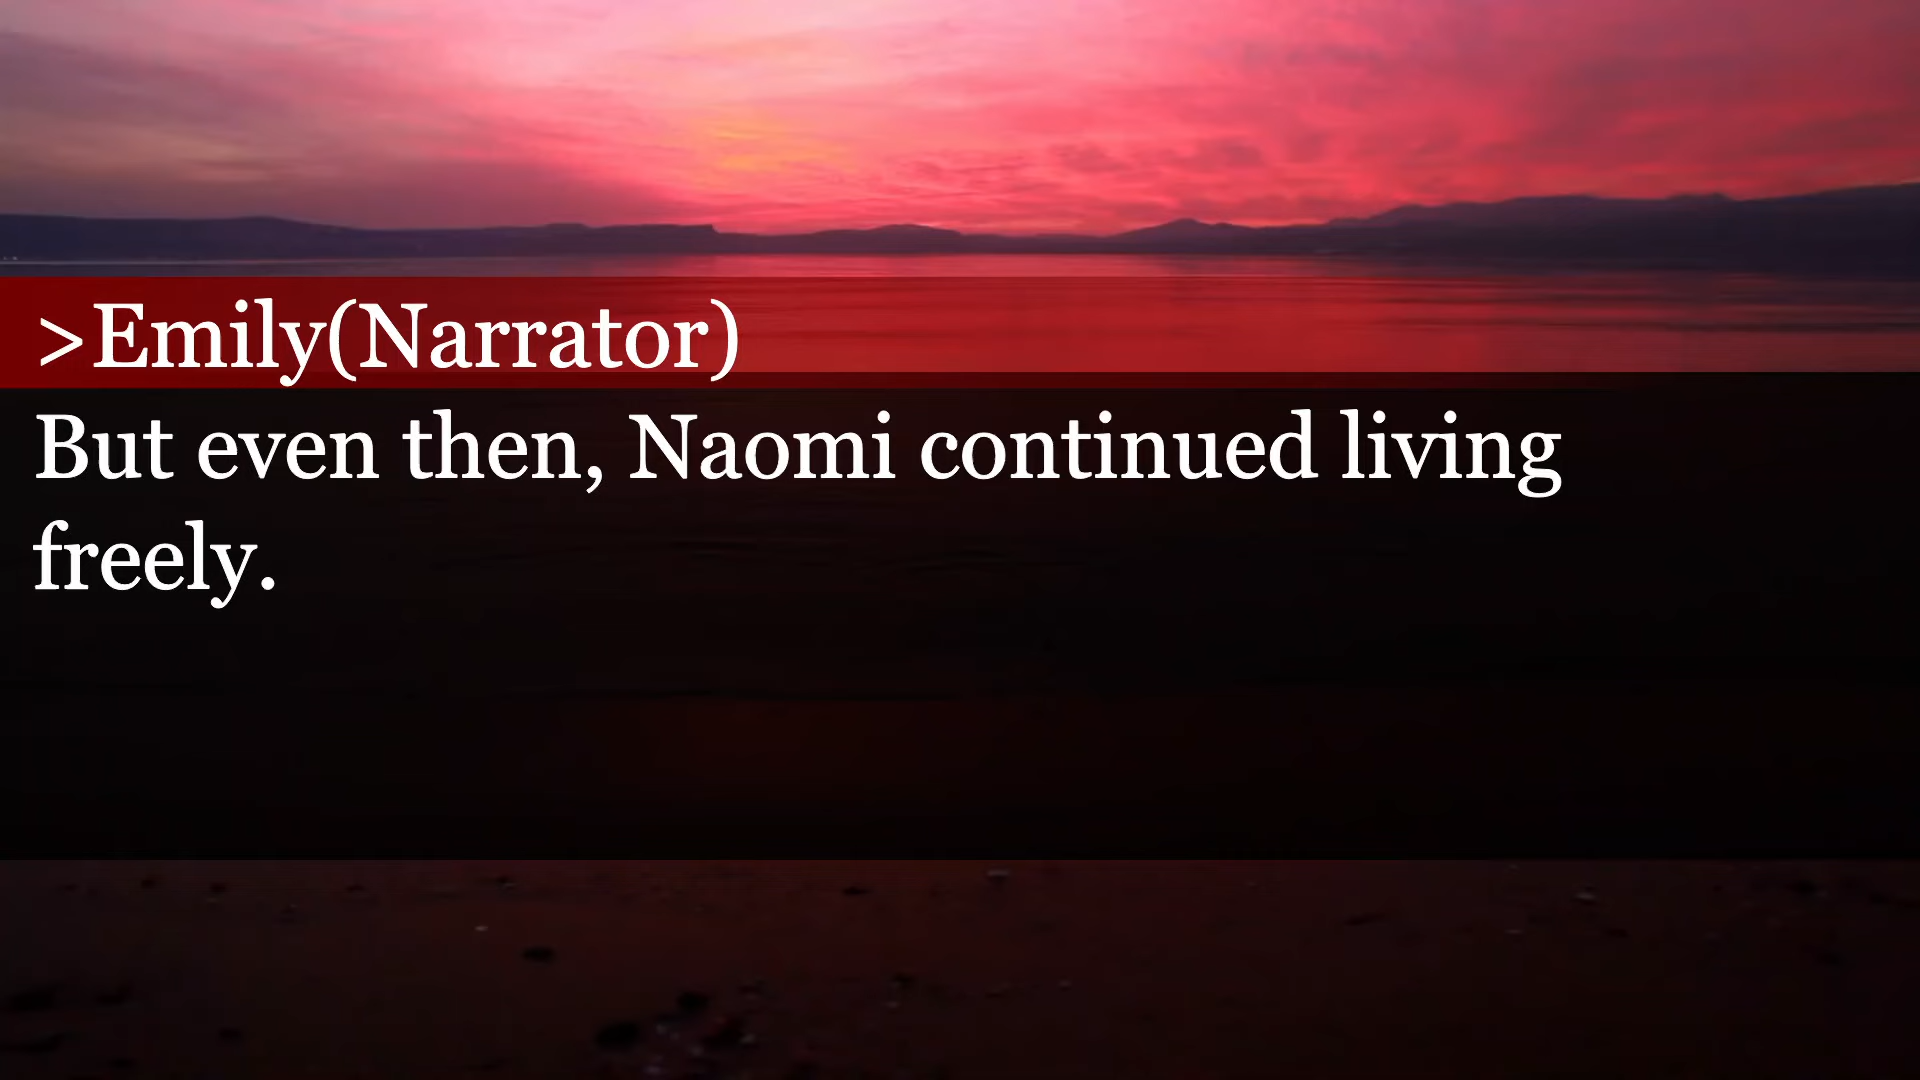 >Emily(Narrator)
But even then, Naomi continued living
freely.